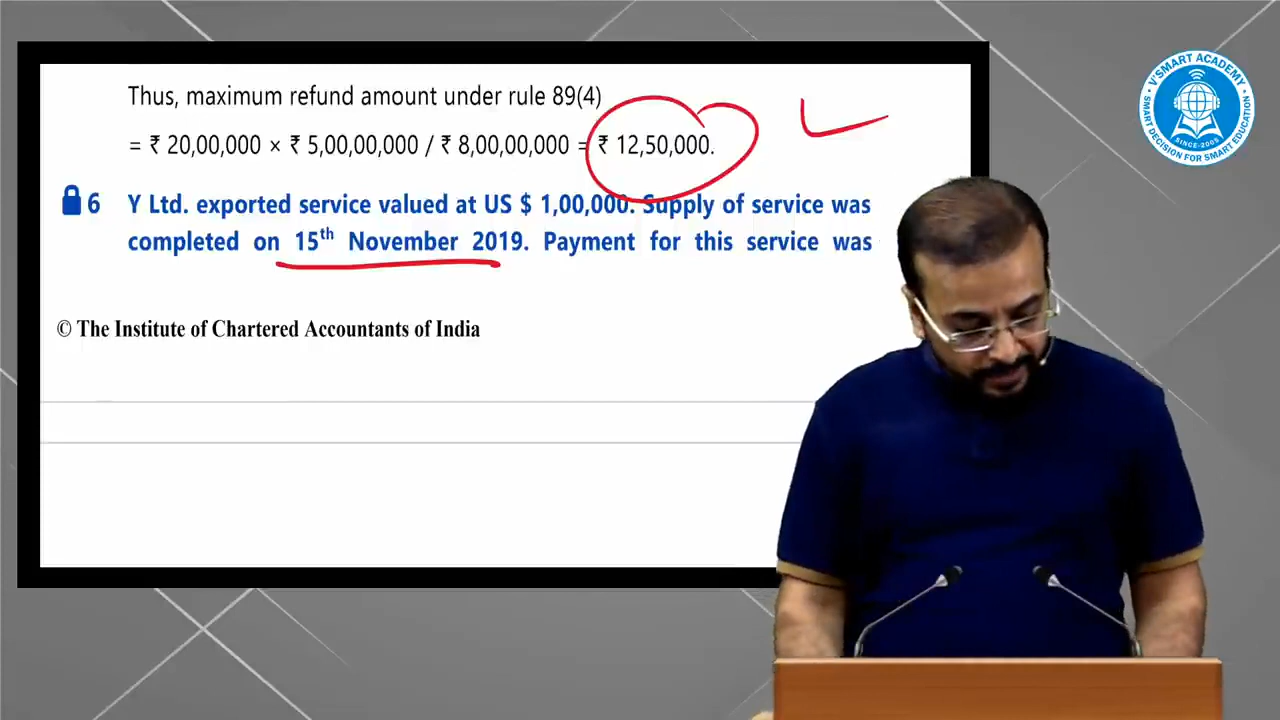 Thus, maximum refund amount under rule 89(4)
= ₹ 20,00,000 × ₹ 5,00,00,000 / ₹ 8,00,00,000 = ₹ 12,50,000.
6 Y Ltd. exported service valued at US $ 1,00,000. Supply of service was
completed on 15th November 2019. Payment for this service was
© The Institute of Chartered Accountants of India
V'SMART ACADEMY
SINCE-2005
SMART DECISION FOR SMART EDUCATION